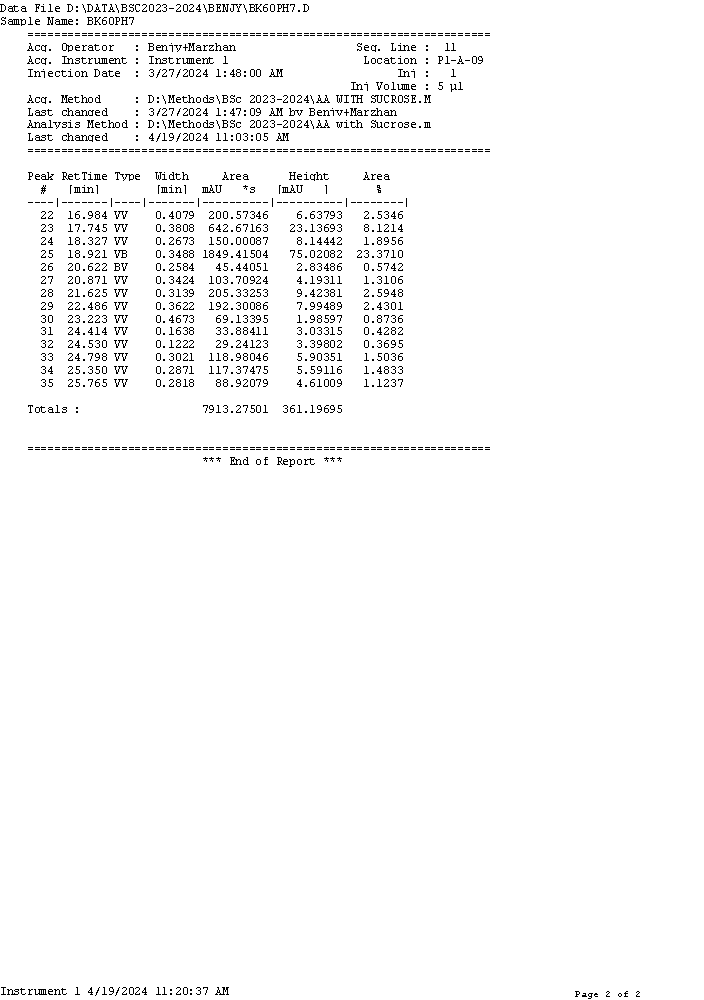 Data File D:\DATA\BSC2023-2024\BENJY\BK60PH7.D
Sample Name: BK60PH7
=====================================================================
Acq. Operator   : Benjy+Marzhan                  Seq. Line :  11
Acq. Instrument : Instrument 1                    Location : P1-A-09
Injection Date  : 3/27/2024 1:48:00 AM                 Inj :   1
Inj Volume : 5 µl
Acq. Method     : D:\Methods\BSc 2023-2024\AA WITH SUCROSE.M
Last changed    : 3/27/2024 1:47:09 AM by Benjy+Marzhan
Analysis Method : D:\Methods\BSc 2023-2024\AA with Sucrose.m
Last changed    : 4/19/2024 11:03:05 AM
=====================================================================
Peak RetTime Type  Width     Area      Height     Area
  #   [min]        [min]  mAU   *s   [mAU   ]       %
----|-------|----|-------|----------|----------|--------|
  22  16.984 VV    0.4079  200.57346    6.63793   2.5346
  23  17.745 VV    0.3808  642.67163   23.13693   8.1214
  24  18.327 VV    0.2673  150.00087    8.14442   1.8956
  25  18.921 VB    0.3488 1849.41504   75.02082  23.3710
  26  20.622 BV    0.2584   45.44051    2.83486   0.5742
  27  20.871 VV    0.3424  103.70924    4.19311   1.3106
  28  21.625 VV    0.3139  205.33253    9.42381   2.5948
  29  22.486 VV    0.3622  192.30086    7.99489   2.4301
  30  23.223 VV    0.4673   69.13395    1.98597   0.8736
  31  24.414 VV    0.1638   33.88411    3.03315   0.4282
  32  24.530 VV    0.1222   29.24123    3.39802   0.3695
  33  24.798 VV    0.3021  118.98046    5.90351   1.5036
  34  25.350 VV    0.2871  117.37475    5.59116   1.4833
  35  25.765 VV    0.2818   88.92079    4.61009   1.1237
Totals :                  7913.27501  361.19695
=====================================================================
*** End of Report ***
Instrument 1 4/19/2024 11:20:37 AM
Page 2 of 2